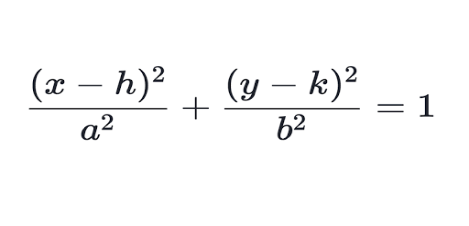 (x − h)²/a² + (y − k)²/b² = 1